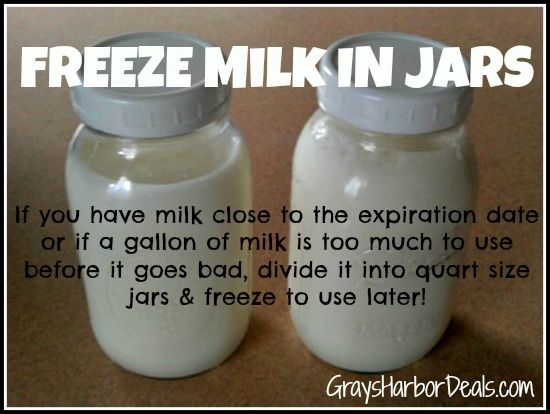 FREEZE MILK IN JARS
If you have milk close to the expiration date
or if a gallon of milk is too much to use
before it goes bad, divide it into quart size
jars & freeze to use later!
MASON
GraysHarborDeals.com